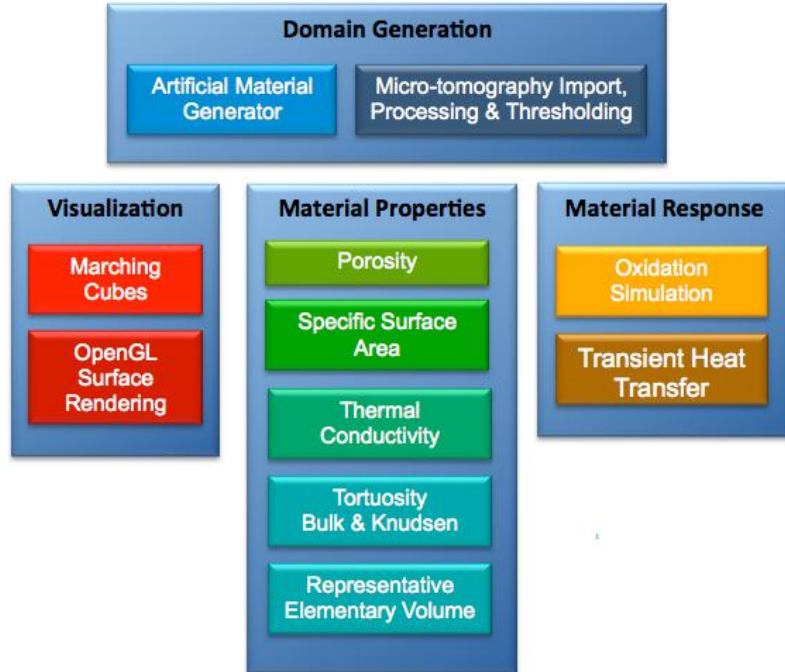 Domain Generation
Artificial Material
Generator
Micro-tomography Import,
Processing & Thresholding
Visualization
Marching
Cubes
OpenGL
Surface
Rendering
Material Properties
Porosity
Specific Surface
Area
Thermal
Conductivity
Tortuosity
Bulk & Knudsen
Representative
Elementary Volume
Material Response
Oxidation
Simulation
Transient Heat
Transfer